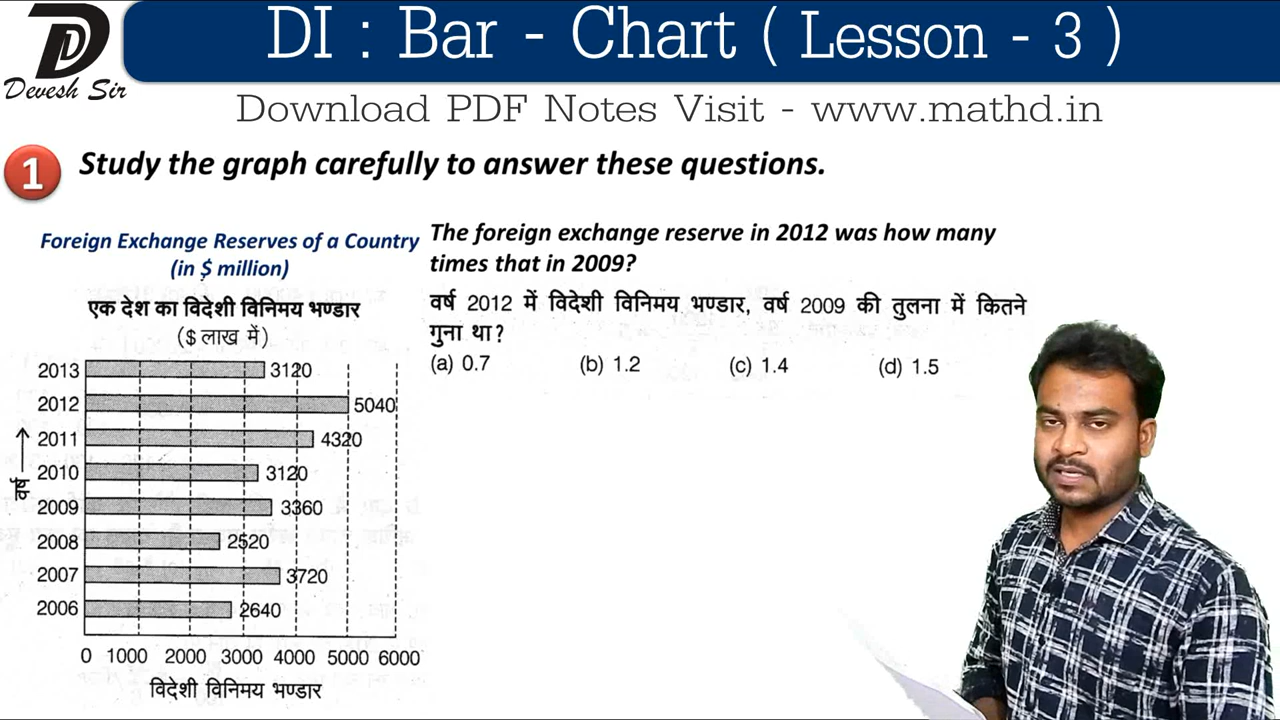 DI : Bar - Chart ( Lesson - 3 )
D
Devesh Sir
Download PDF Notes Visit - www.mathd.in
1 Study the graph carefully to answer these questions.
Foreign Exchange Reserves of a Country
(in $ million)
एक देश का विदेशी विनिमय भण्डार
($ लाख में)
2013 3120
2012 5040
2011 4320
2010 3120
2009 3360
2008 2520
2007 3720
2006 2640
वर्ष
0 1000 2000 3000 4000 5000 6000
विदेशी विनिमय भण्डार
The foreign exchange reserve in 2012 was how many
times that in 2009?
वर्ष 2012 में विदेशी विनिमय भण्डार, वर्ष 2009 की तुलना में कितने
गुना था?
(a) 0.7 (b) 1.2 (c) 1.4 (d) 1.5